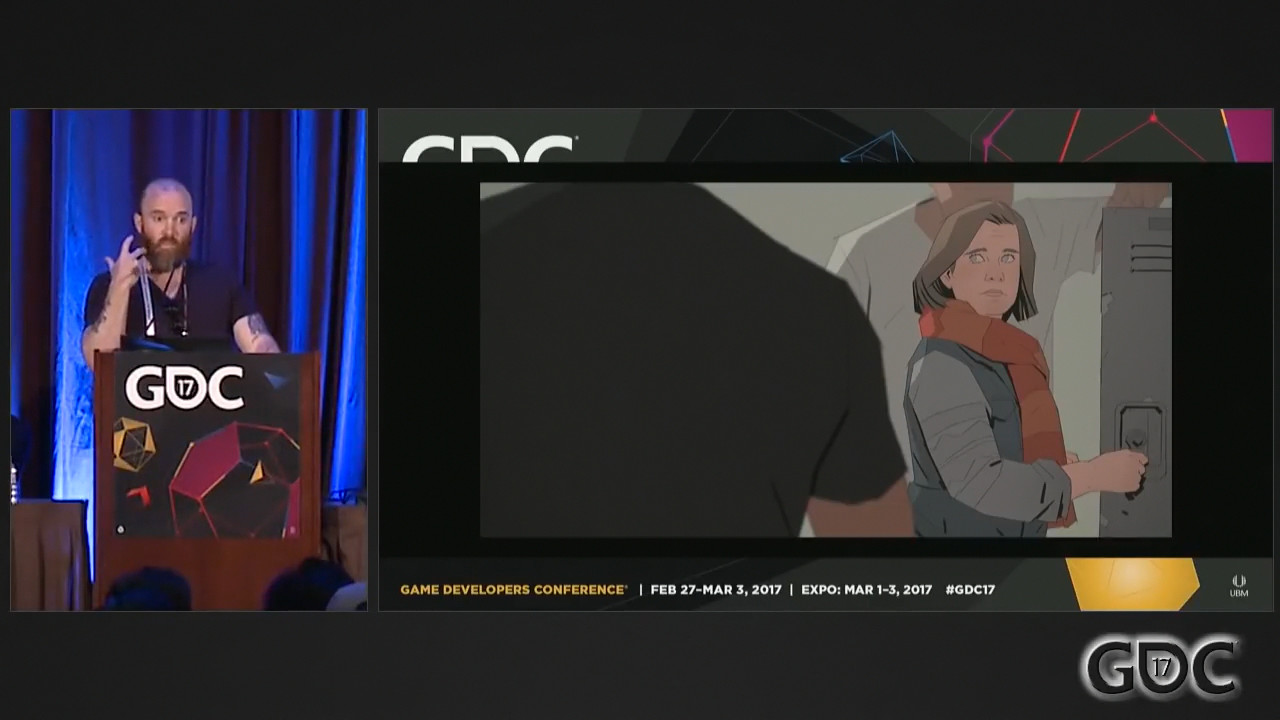 GDC
GDC
17
GAME DEVELOPERS CONFERENCE® | FEB 27–MAR 3, 2017 | EXPO: MAR 1–3, 2017 #GDC17
UBM
GDC
17